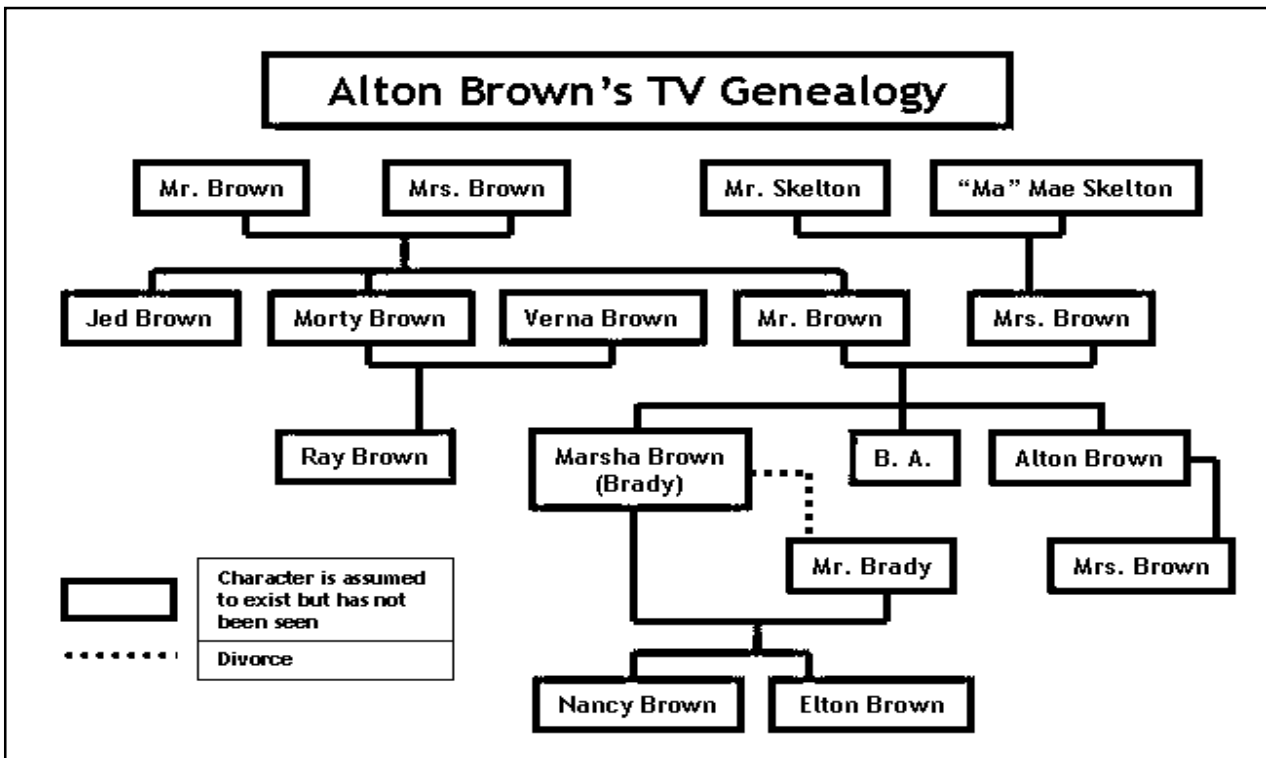 Alton Brown's TV Genealogy
Mr. Brown
Mrs. Brown
Mr. Skelton
“Ma” Mae Skelton
Jed Brown
Morty Brown
Verna Brown
Mr. Brown
Mrs. Brown
Ray Brown
Marsha Brown
(Brady)
B. A.
Alton Brown
Mr. Brady
Mrs. Brown
Character is assumed
to exist but has not
been seen
Divorce
Nancy Brown
Elton Brown